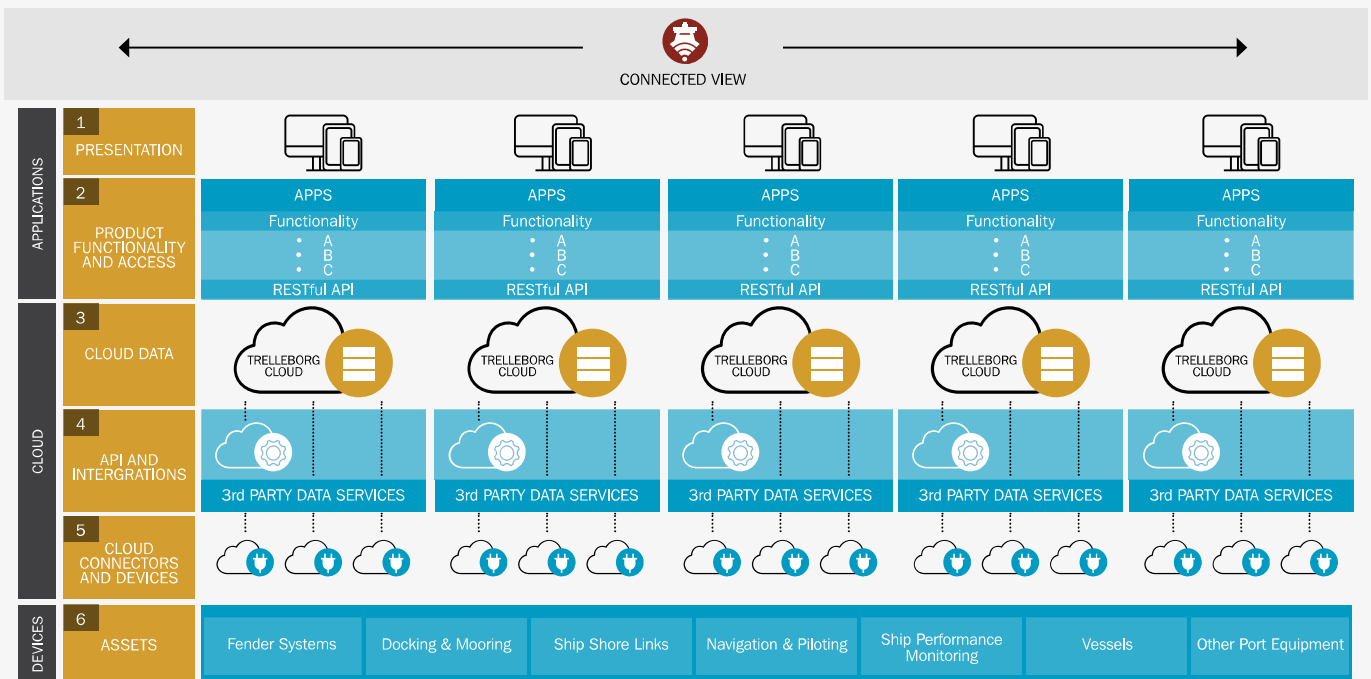 CONNECTED VIEW
APPLICATIONS
1
PRESENTATION
2
PRODUCT
FUNCTIONALITY
AND ACCESS
APPS
Functionality
• A
• B
• C
RESTful API
APPS
Functionality
• A
• B
• C
RESTful API
APPS
Functionality
• A
• B
• C
RESTful API
APPS
Functionality
• A
• B
• C
RESTful API
APPS
Functionality
• A
• B
• C
RESTful API
CLOUD
3
CLOUD DATA
TRELLEBORG
CLOUD
TRELLEBORG
CLOUD
TRELLEBORG
CLOUD
TRELLEBORG
CLOUD
TRELLEBORG
CLOUD
4
API AND
INTERGRATIONS
3rd PARTY DATA SERVICES
3rd PARTY DATA SERVICES
3rd PARTY DATA SERVICES
3rd PARTY DATA SERVICES
3rd PARTY DATA SERVICES
5
CLOUD
CONNECTORS
AND DEVICES
DEVICES
6
ASSETS
Fender Systems
Docking & Mooring
Ship Shore Links
Navigation & Piloting
Ship Performance
Monitoring
Vessels
Other Port Equipment